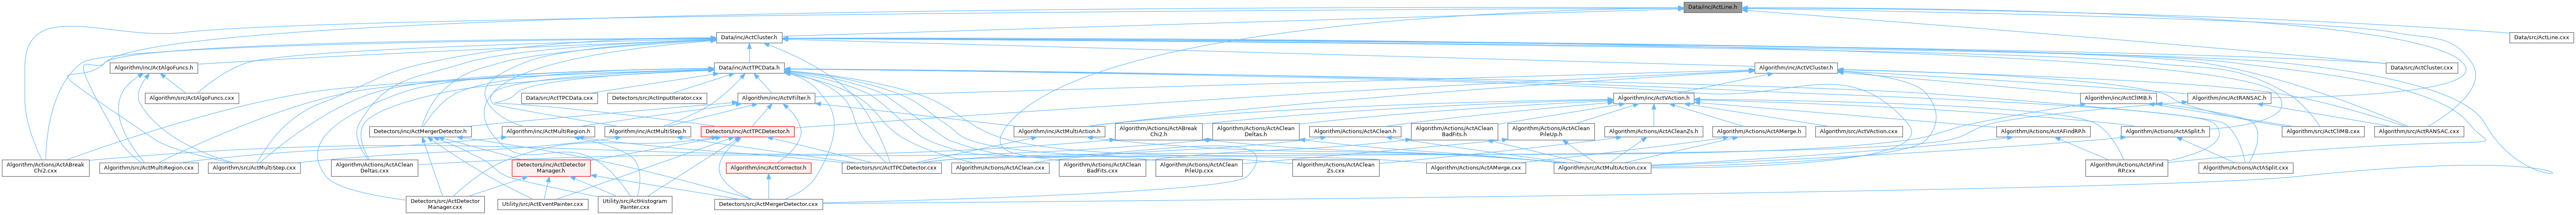 Data/inc/ActLine.h
Data/inc/ActCluster.h
Data/src/ActLine.cxx
Algorithm/inc/ActAlgoFuncs.h
Data/inc/ActTPCData.h
Algorithm/inc/ActVCluster.h
Data/src/ActCluster.cxx
Algorithm/src/ActAlgoFuncs.cxx
Data/src/ActTPCData.cxx
Detectors/src/ActInputIterator.cxx
Algorithm/inc/ActVFilter.h
Algorithm/inc/ActVAction.h
Algorithm/inc/ActClIMB.h
Algorithm/inc/ActRANSAC.h
Detectors/inc/ActMergerDetector.h
Algorithm/inc/ActMultiRegion.h
Algorithm/inc/ActMultiStep.h
Detectors/inc/ActTPCDetector.h
Algorithm/inc/ActMultiAction.h
Algorithm/Actions/ActABreak
Chi2.h
Algorithm/Actions/ActAClean
Deltas.h
Algorithm/Actions/ActAClean.h
Algorithm/Actions/ActAClean
BadFits.h
Algorithm/Actions/ActAClean
PileUp.h
Algorithm/Actions/ActACleanZs.h
Algorithm/Actions/ActAMerge.h
Algorithm/src/ActVAction.cxx
Algorithm/Actions/ActAFindRP.h
Algorithm/Actions/ActASplit.h
Algorithm/src/ActClIMB.cxx
Algorithm/src/ActRANSAC.cxx
Algorithm/Actions/ActABreak
Chi2.cxx
Algorithm/src/ActMultiRegion.cxx
Algorithm/src/ActMultiStep.cxx
Algorithm/Actions/ActAClean
Deltas.cxx
Detectors/inc/ActDetector
Manager.h
Algorithm/inc/ActCorrector.h
Detectors/src/ActTPCDetector.cxx
Algorithm/Actions/ActAClean.cxx
Algorithm/Actions/ActAClean
BadFits.cxx
Algorithm/Actions/ActAClean
PileUp.cxx
Algorithm/Actions/ActAClean
Zs.cxx
Algorithm/Actions/ActAMerge.cxx
Algorithm/src/ActMultiAction.cxx
Algorithm/Actions/ActAFind
RP.cxx
Algorithm/Actions/ActASplit.cxx
Detectors/src/ActDetector
Manager.cxx
Utility/src/ActEventPainter.cxx
Utility/src/ActHistogram
Painter.cxx
Detectors/src/ActMergerDetector.cxx